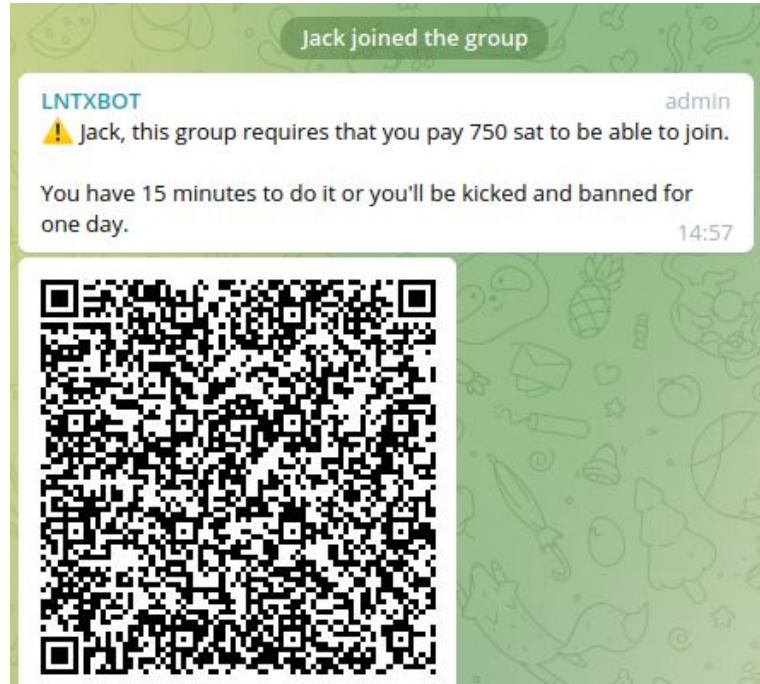 Jack joined the group
LNTXBOT admin
⚠️ Jack, this group requires that you pay 750 sat to be able to join.
You have 15 minutes to do it or you'll be kicked and banned for
one day. 14:57